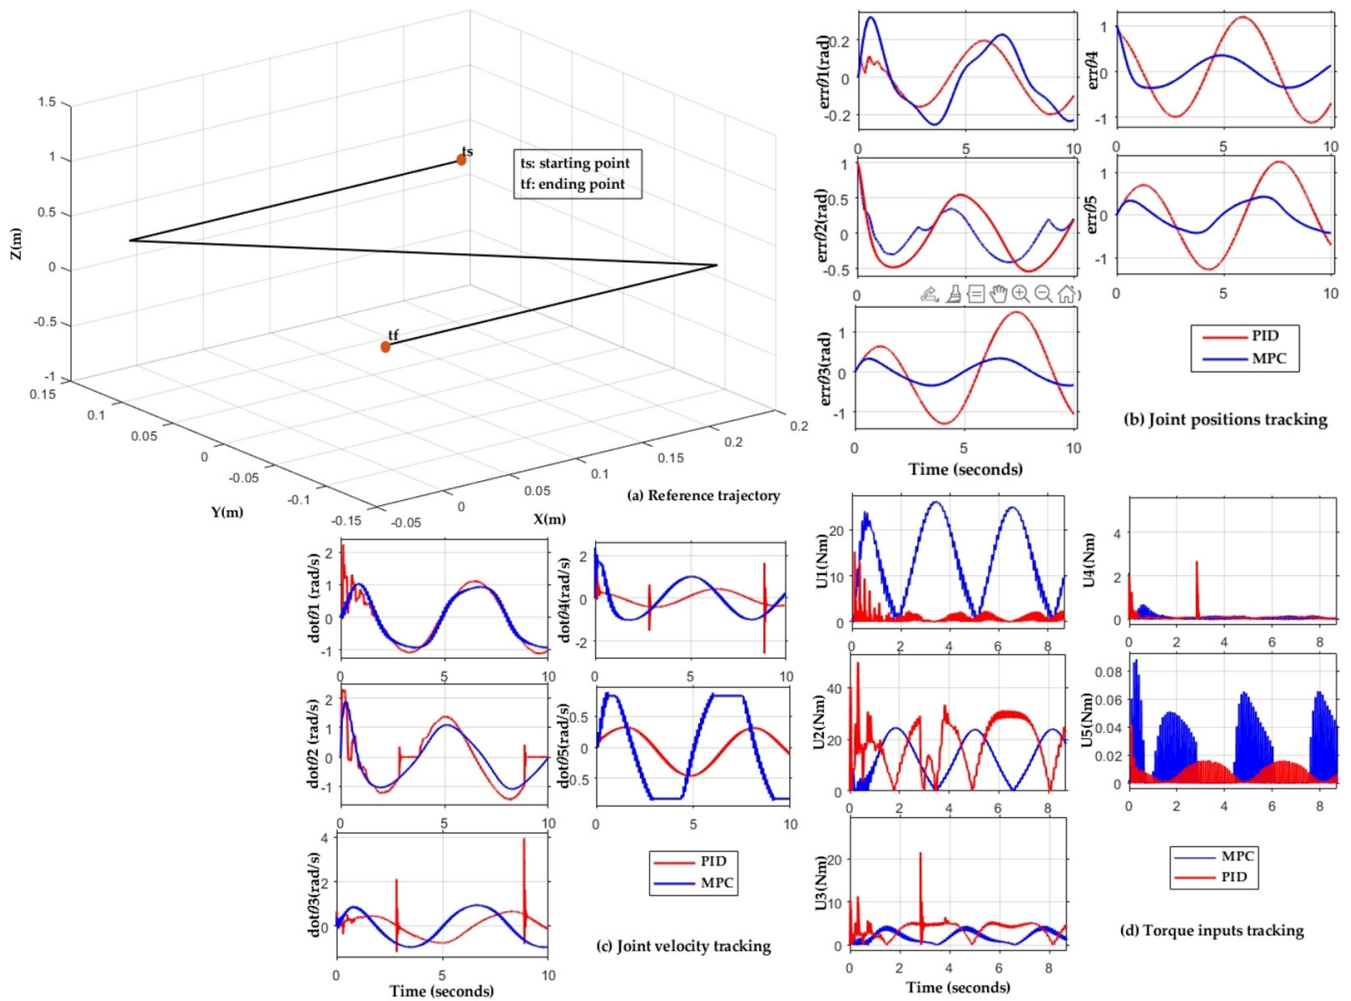 1.5
1
0.5
0
-0.5
-1
Z(m)
0.15
0.1
0.05
0
-0.05
-0.1
-0.15
Y(m)
-0.05
0
0.05
0.1
0.15
0.2
0.2
X(m)
ts
tf
ts: starting point
tf: ending point
(a) Reference trajectory
errθ1(rad)
0.2
0
-0.2
0 5 10
errθ4
1
0
-1
0 5 10
errθ2(rad)
1
0.5
0
-0.5
0
errθ5
1
0
-1
0 5 10
errθ3(rad)
1
0
-1
0 5 10
Time (seconds)
PID
MPC
(b) Joint positions tracking
dotθ1 (rad/s)
2
1
0
-1
0 5 10
dotθ4(rad/s)
2
0
-2
0 5 10
dotθ2 (rad/s)
2
1
0
-1
0 5 10
dotθ5(rad/s)
0.5
0
0.5
0 5 10
dotθ3(rad/s)
4
2
0
0 5 10
Time (seconds)
PID
MPC
(c) Joint velocity tracking
U1(Nm)
20
10
0
0 2 4 6 8
U4(Nm)
4
2
0
0 2 4 6 8
U2(Nm)
40
20
0
0 2 4 6 8
U5(Nm)
0.08
0.06
0.04
0.02
0
0 2 4 6 8
U3(Nm)
20
10
0
0 2 4 6 8
Time (seconds)
MPC
PID
(d) Torque inputs tracking